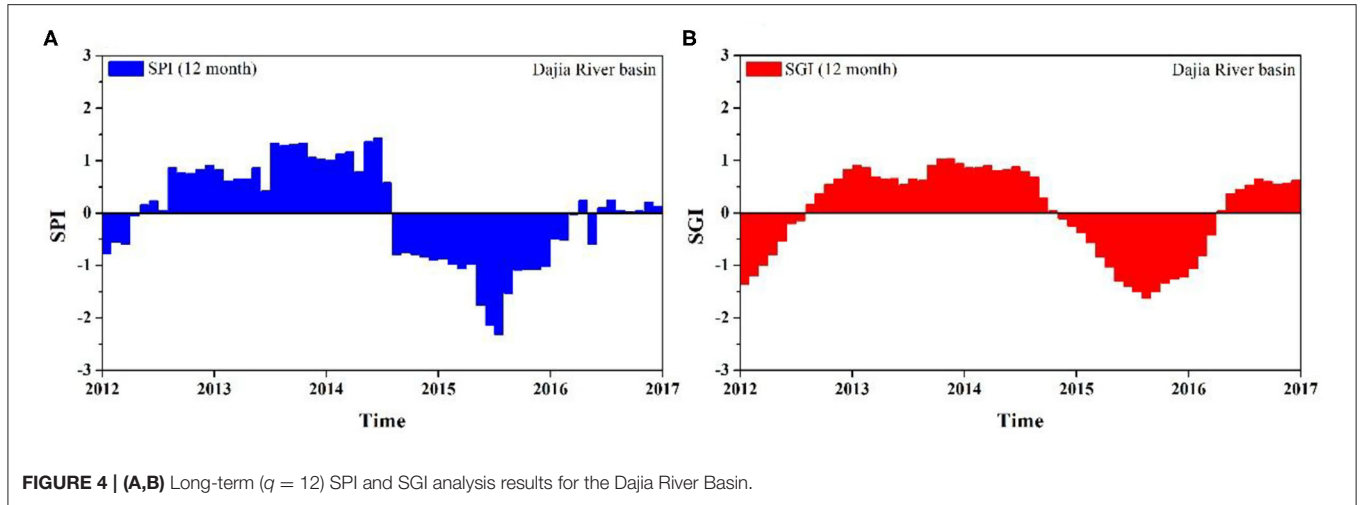 A
3
2
1
0
-1
-2
-3
SPI
SPI (12 month)
Dajia River basin
2012 2013 2014 2015 2016 2017
Time
B
3
2
1
0
-1
-2
-3
SGI
SGI (12 month)
Dajia River basin
2012 2013 2014 2015 2016 2017
Time
FIGURE 4 | (A,B) Long-term (q = 12) SPI and SGI analysis results for the Dajia River Basin.